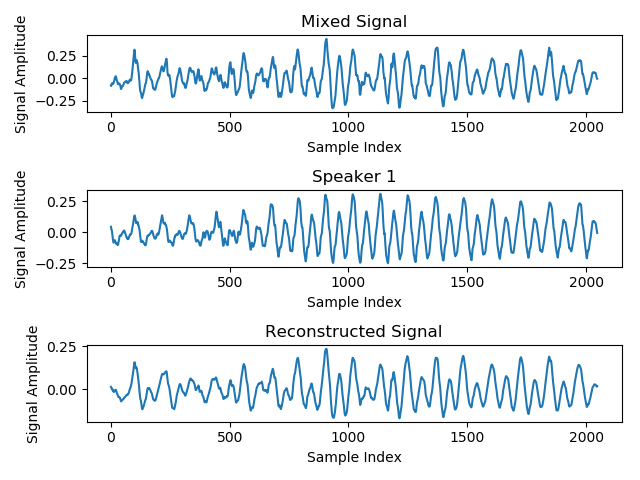 Mixed Signal
Signal Amplitude
0.25
0.00
−0.25
0 500 1000 1500 2000
Sample Index
Speaker 1
Signal Amplitude
0.25
0.00
−0.25
0 500 1000 1500 2000
Sample Index
Reconstructed Signal
Signal Amplitude
0.25
0.00
0 500 1000 1500 2000
Sample Index